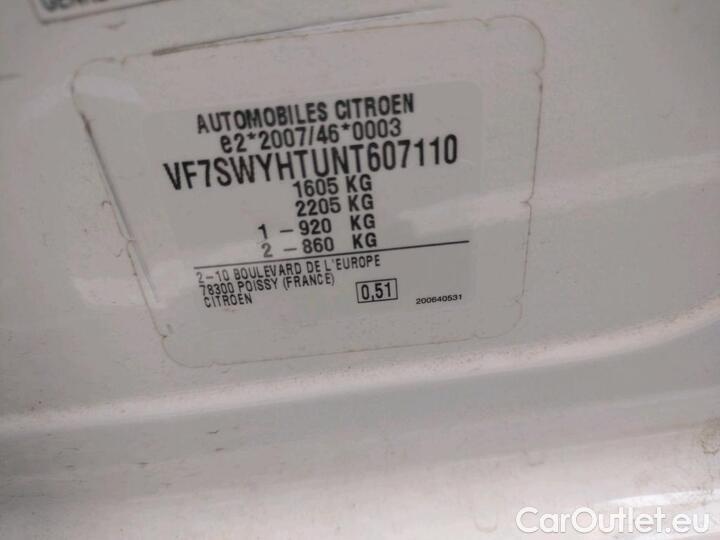 AUTOMOBILES CITROEN
e2*2007/46*0003
VF7SWYHTUNT607110
1605 KG
2205 KG
1 -920 KG
2 -860 KG
2-10 BOULEVARD DE L'EUROPE
78300 POISSY (FRANCE)
CITROEN
0,51
200640531
CarOutlet.eu